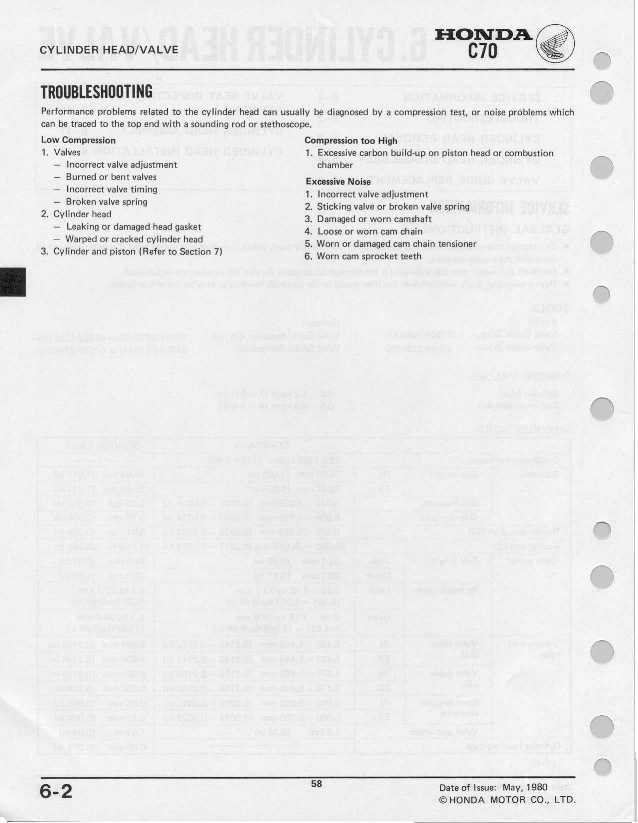 CYLINDER HEAD/VALVE
HONDA
C70
TROUBLESHOOTING
Performance problems related to the cylinder head can usually be diagnosed by a compression test, or noise problems which
can be traced to the top end with a sounding rod or stethoscope.
Low Compression
1. Valves
– Incorrect valve adjustment
– Burned or bent valves
– Incorrect valve timing
– Broken valve spring
2. Cylinder head
– Leaking or damaged head gasket
– Warped or cracked cylinder head
3. Cylinder and piston (Refer to Section 7)
Compression too High
1. Excessive carbon build-up on piston head or combustion
chamber
Excessive Noise
1. Incorrect valve adjustment
2. Sticking valve or broken valve spring
3. Damaged or worn camshaft
4. Loose or worn cam chain
5. Worn or damaged cam chain tensioner
6. Worn cam sprocket teeth
6-2
58
Date of Issue: May, 1980
© HONDA MOTOR CO., LTD.